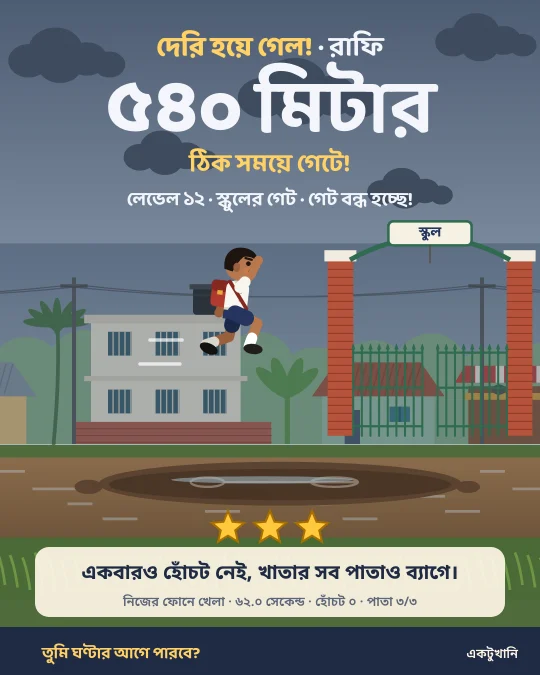 দেরি হয়ে গেল! · রাফি
৫৪০ মিটার
ঠিক সময়ে গেটে!
লেভেল ১২ · স্কুলের গেট · গেট বন্ধ হচ্ছে!
স্কুল
একবারও হোঁচট নেই, খাতার সব পাতাও ব্যাগে।
নিজের ফোনে খেলা · ৬২.০ সেকেন্ড · হোঁচট ০ · পাতা ৩/৩
তুমি ঘণ্টার আগে পারবে?
একটুখানি